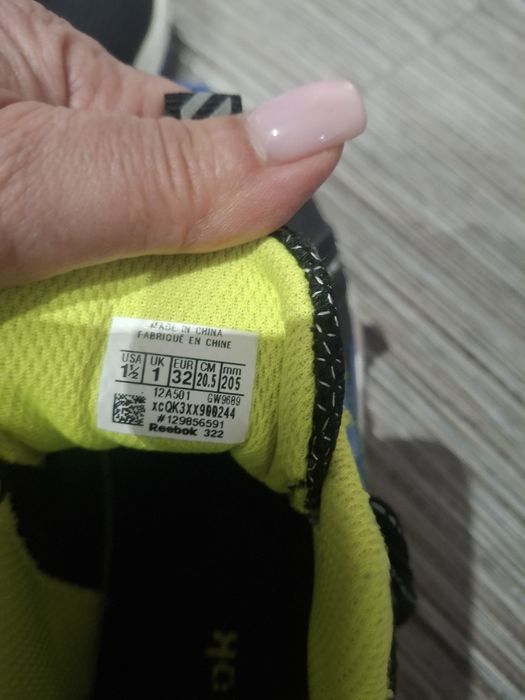 MADE IN CHINA
FABRIQUÉ EN CHINE
USA UK EUR CM mm
1½ 1 32 20.5 205
12A501 GW9689
xcQK3XX900244
#129856591
Reebok 322
ok